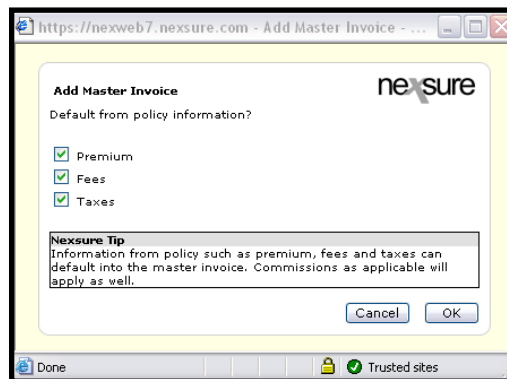 https://nexweb7.nexsure.com - Add Master Invoice - ...
nexsure
Add Master Invoice
Default from policy information?
Premium
Fees
Taxes
Nexsure Tip
Information from policy such as premium, fees and taxes can
default into the master invoice. Commissions as applicable will
apply as well.
Cancel OK
Done Trusted sites